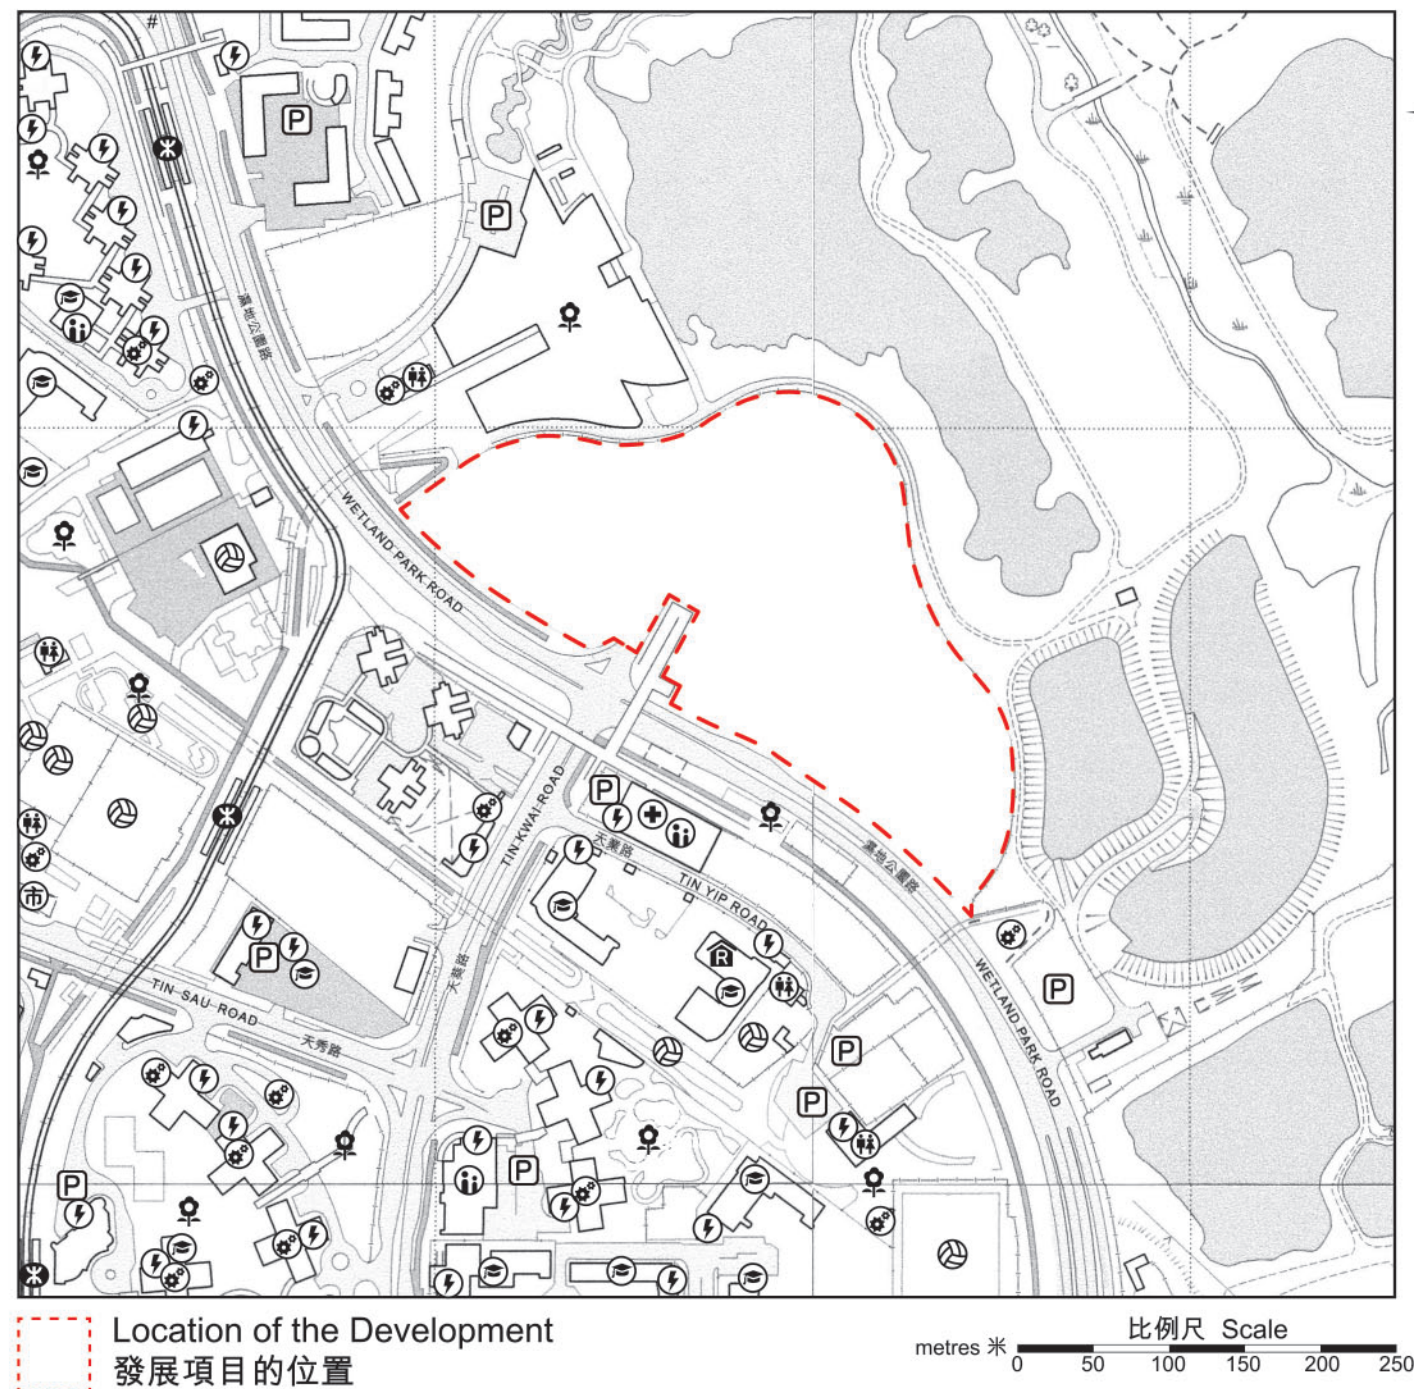 #
P
P
濕地公園路
WETLAND PARK ROAD
TIN KWAI ROAD
P
天業路
TIN YIP ROAD
濕地公園路
市
P
R
天葵路
TIN SAU ROAD
天秀路
WETLAND PARK ROAD
P
P
P
P
P
Location of the Development
發展項目的位置
比例尺 Scale
metres 米
0 50 100 150 200 250